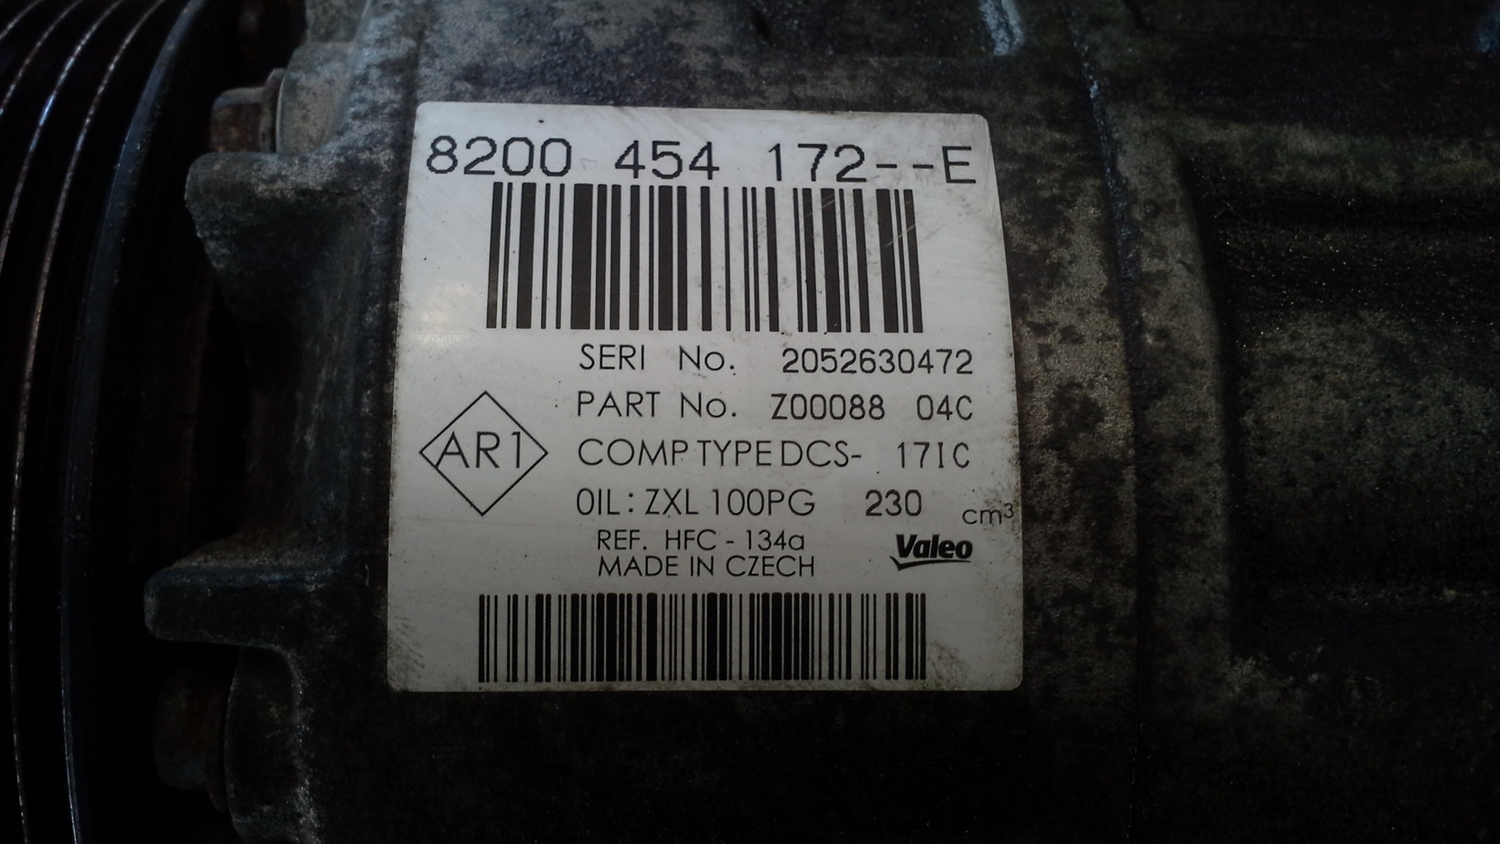 8200 454 172--E
SERI No. 2052630472
PART No. Z00088 04C
AR1
COMP TYPE DCS- 17IC
OIL: ZXL 100PG 230 cm³
REF. HFC - 134a
MADE IN CZECH
Valeo